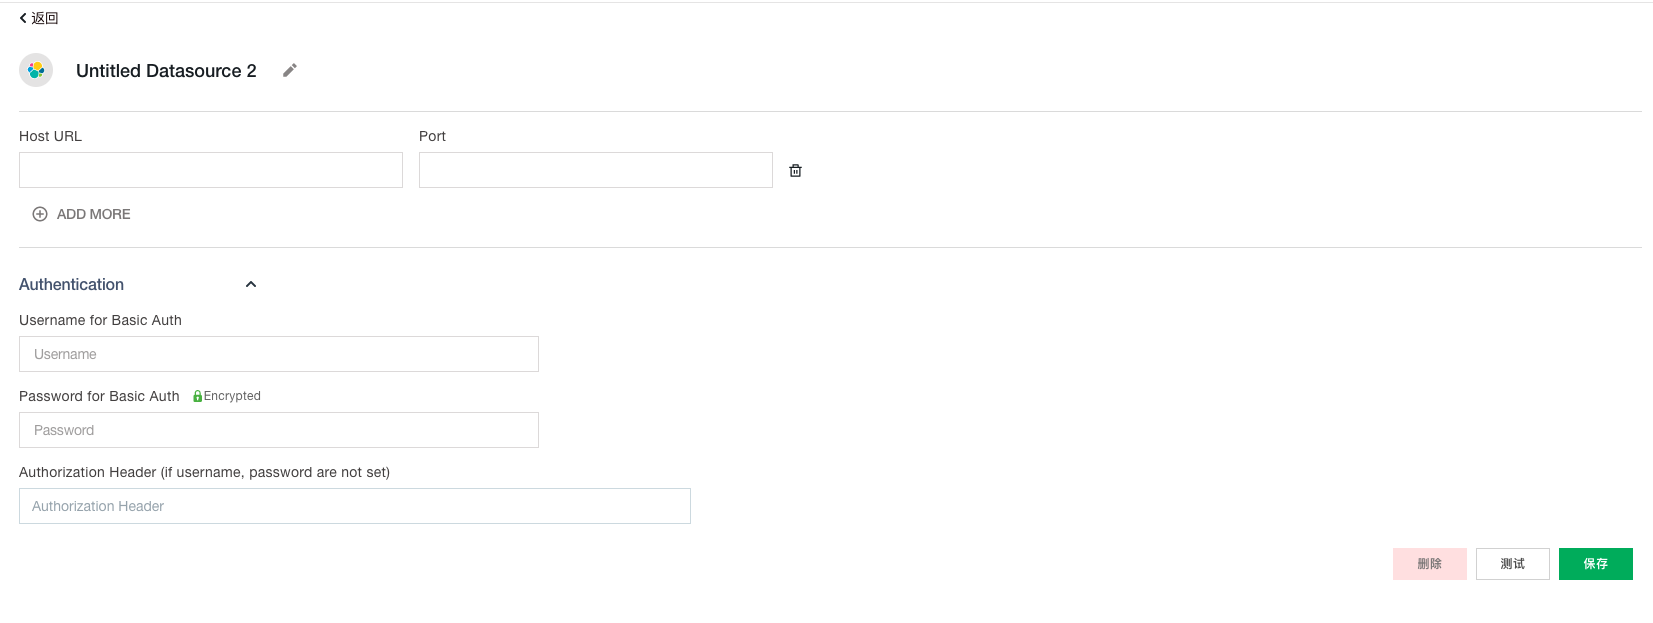 返回
Untitled Datasource 2
Host URL
Port
ADD MORE
Authentication
Username for Basic Auth
Username
Password for Basic Auth Encrypted
Password
Authorization Header (if username, password are not set)
Authorization Header
删除 测试 保存